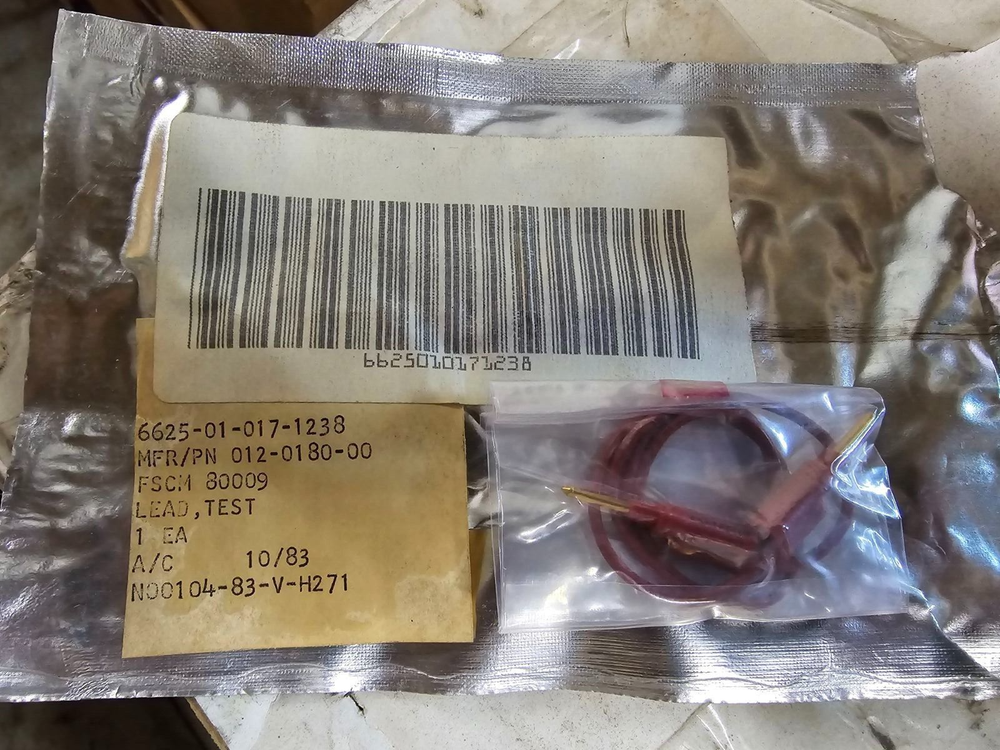 6625010171238
6625-01-017-1238
MFR/PN 012-0180-00
FSCM 80009
LEAD,TEST
1 EA
A/C 10/83
N00104-83-V-H271